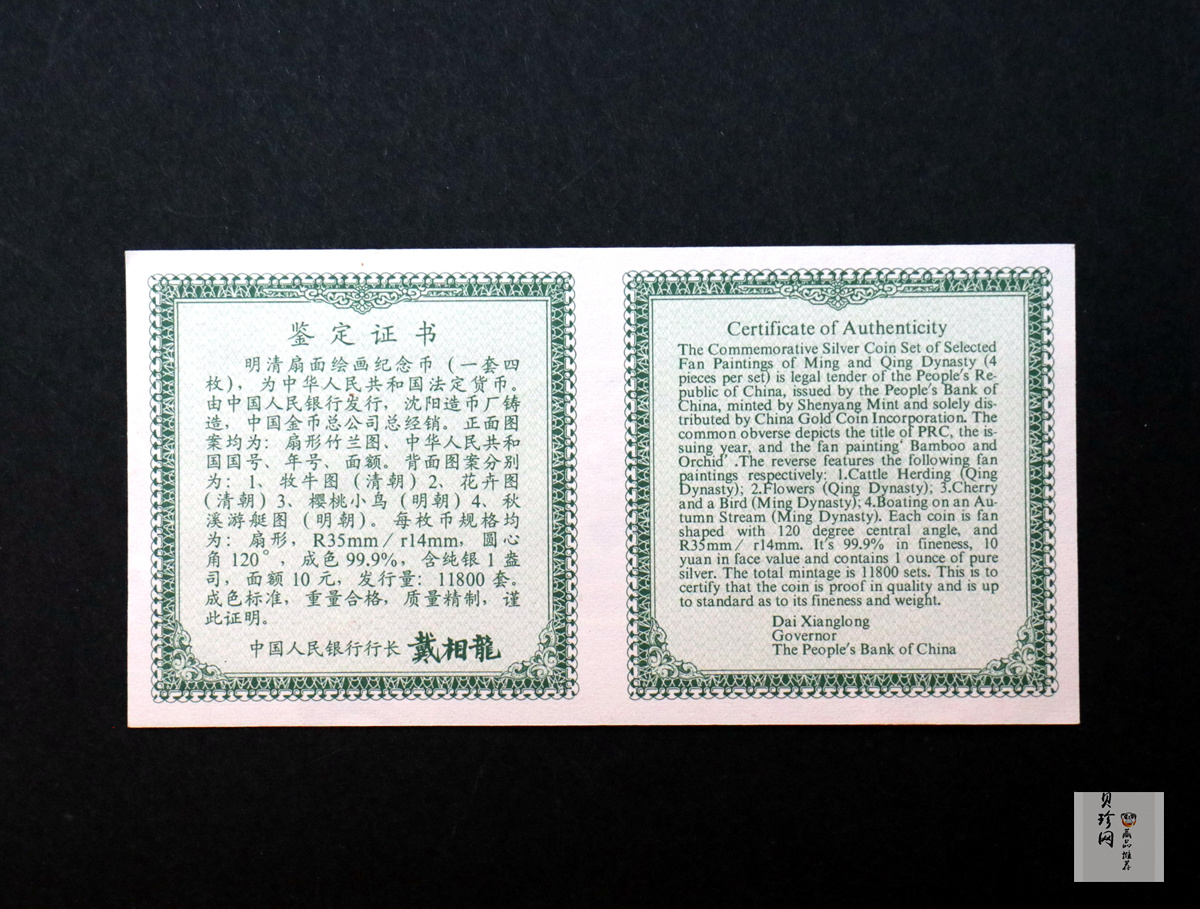 鉴定证书
明清扇面绘画纪念币（一套四
枚），为中华人民共和国法定货币。
由中国人民银行发行，沈阳造币厂铸
造，中国金币总公司总经销。正面图
案均为：扇形竹兰图、中华人民共和
国国号、年号、面额。背面图案分别
为：1、牧牛图（清朝）2、花卉图
(清朝）3、樱桃小鸟（明朝）4、秋
溪游艇图（明朝）。每枚币规格均
为：扇形，R35mm/r14mm，圆心
角120°，成色99.9%，含纯银1盎
司，面额10元，发行量：11800套。
成色标准，重量合格，质量精制，谨
此证明。
中国人民银行行长 戴相龍
Certificate of Authenticity
The Commemorative Silver Coin Set of Selected
Fan Paintings of Ming and Qing Dynasty (4
pieces per set) is legal tender of the People's Re-
public of China, issued by the People's Bank of
China, minted by Shenyang Mint and solely dis-
tributed by China Gold Coin Incorporation. The
common obverse depicts the title of PRC, the is-
suing year, and the fan painting' Bamboo and
Orchid' .The reverse features the following fan
paintings respectively: 1.Cattle Herding (Qing
Dynasty); 2.Flowers (Qing Dynasty); 3.Cherry
and a Bird (Ming Dynasty); 4.Boating on an Au-
tumn Stream (Ming Dynasty). Each coin is fan
shaped with 120 degree central angle, and
R35mm/ r14mm. It's 99.9% in fineness, 10
yuan in face value and contains 1 ounce of pure
silver. The total mintage is 11800 sets. This is to
certify that the coin is proof in quality and is up
to standard as to its fineness and weight.
Dai Xianglong
Governor
The People's Bank of China
贝珍网
藏品推荐